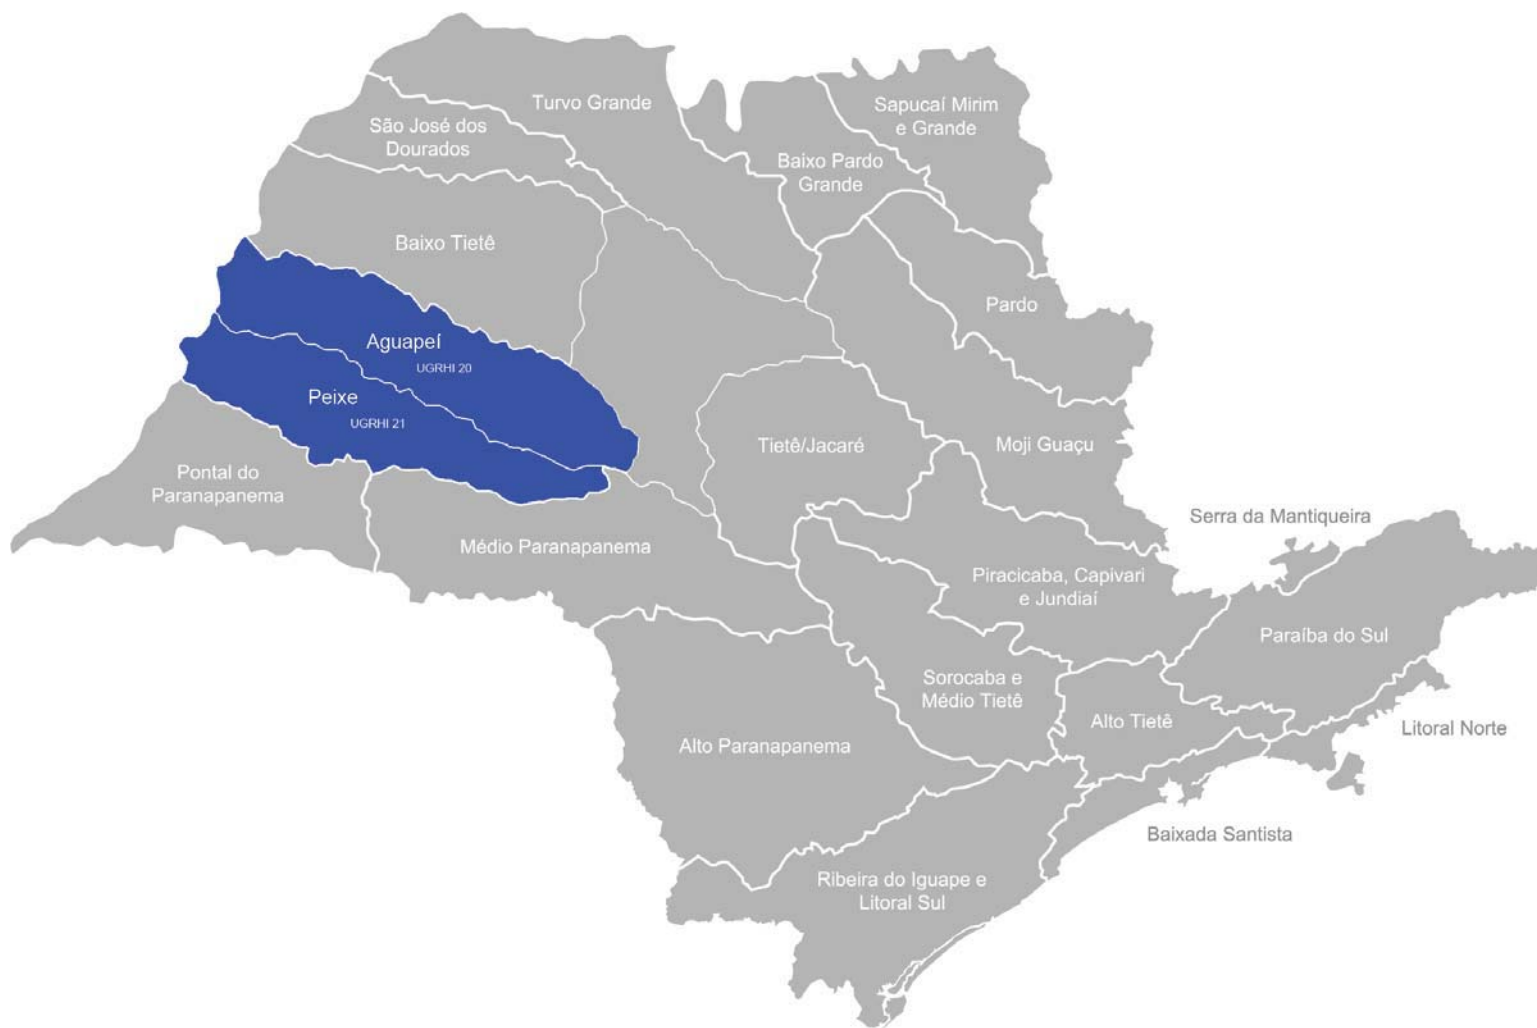 Turvo Grande
Sapucaí Mirim
e Grande
São José dos
Dourados
Baixo Pardo
Grande
Baixo Tietê
Pardo
Aguapeí
UGRHI 20
Peixe
UGRHI 21
Tietê/Jacaré
Moji Guaçu
Pontal do
Paranapanema
Médio Paranapanema
Serra da Mantiqueira
Piracicaba, Capivari
e Jundiaí
Paraíba do Sul
Sorocaba e
Médio Tietê
Alto Tietê
Litoral Norte
Alto Paranapanema
Baixada Santista
Ribeira do Iguape e
Litoral Sul